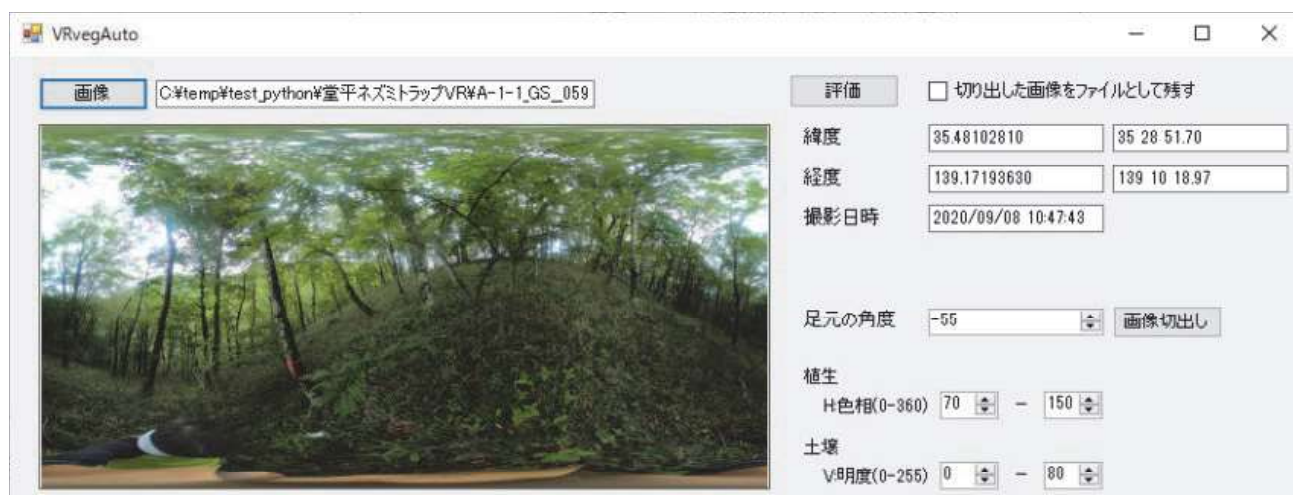 VRvegAuto
画像 C:¥temp¥test_python¥堂平ネズミトラップVR¥A-1-1_GS__059
評価 切り出した画像をファイルとして残す
緯度 35.48102810 35 28 51.70
経度 139.17193630 139 10 18.97
撮影日時 2020/09/08 10:47:43
足元の角度 -55 画像切出し
植生
H:色相(0-360) 70 - 150
土壌
V:明度(0-255) 0 - 80